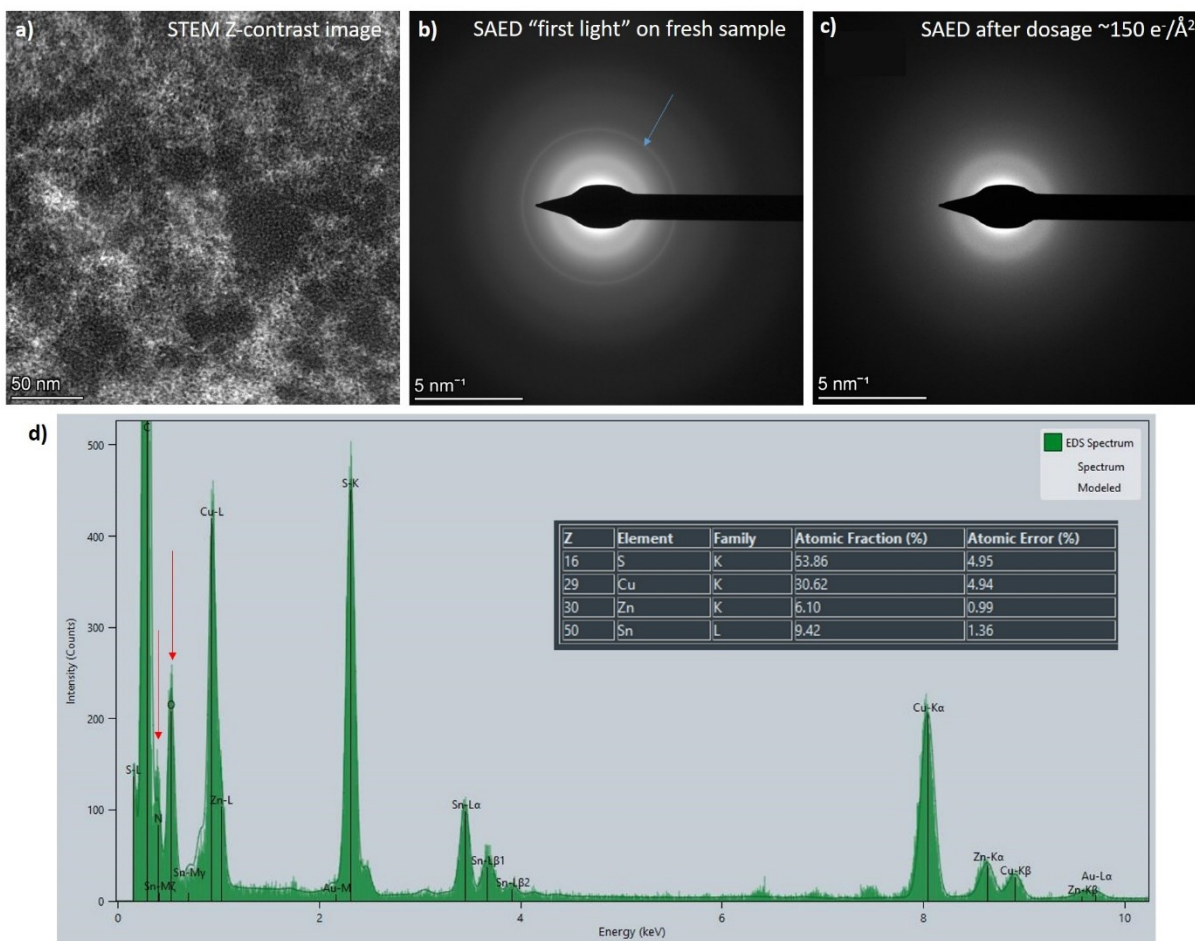 a) STEM Z-contrast image
50 nm
b) SAED “first light” on fresh sample
5 nm⁻¹
c) SAED after dosage ~150 e⁻/Å²
5 nm⁻¹
d)
EDS Spectrum
Spectrum
Modeled
Z Element Family Atomic Fraction (%) Atomic Error (%)
16 S K 53.86 4.95
29 Cu K 30.62 4.94
30 Zn K 6.10 0.99
50 Sn L 9.42 1.36
Intensity (Counts)
500
400
300
200
100
0
C
S-L
N
O
Sn-Mζ
Sn-Mγ
Cu-L
Zn-L
Au-M
S-K
Sn-Lα
Sn-Lβ1
Sn-Lβ2
Cu-Kα
Zn-Kα
Cu-Kβ
Zn-Kβ
Au-Lα
0 2 4 6 8 10
Energy (keV)